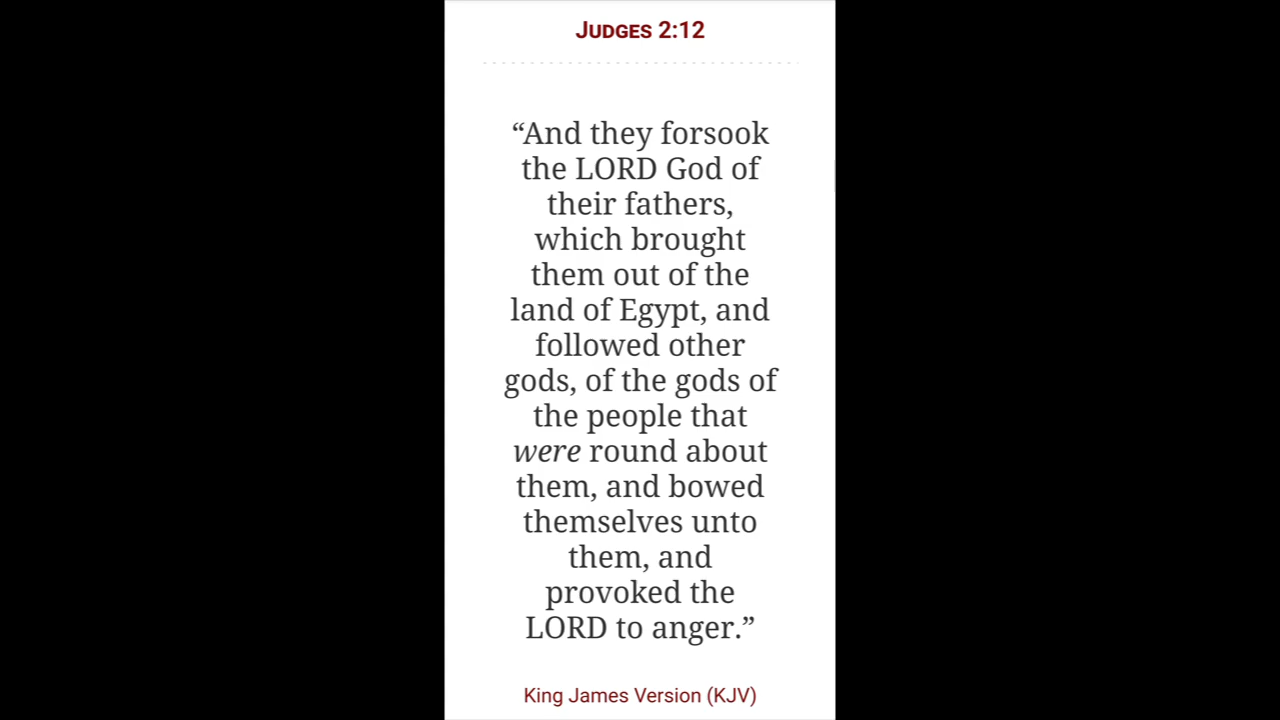 Judges 2:12
“And they forsook
the LORD God of
their fathers,
which brought
them out of the
land of Egypt, and
followed other
gods, of the gods of
the people that
were round about
them, and bowed
themselves unto
them, and
provoked the
LORD to anger.”
King James Version (KJV)